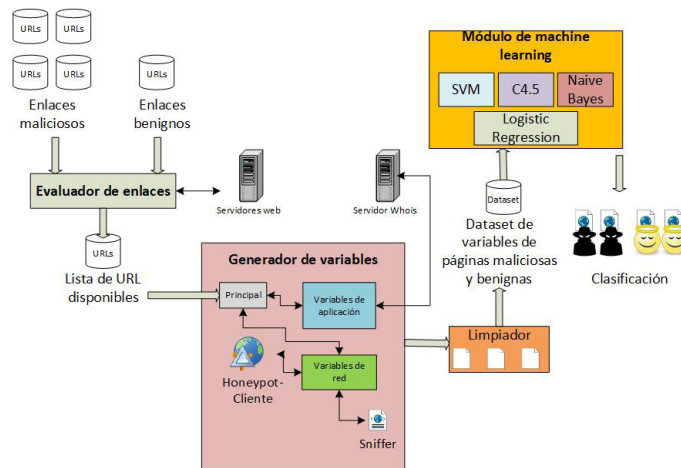 URLs
URLs
URLs
URLs
URLs
Enlaces
maliciosos
Enlaces
benignos
Evaluador de enlaces
Servidores web
Servidor Whois
URLs
Lista de URL
disponibles
Generador de variables
Principal
Variables de
aplicación
Variables de
red
Honeypot-
Cliente
Sniffer
Limpiador
Dataset
Dataset de
variables de
páginas maliciosas
y benignas
Módulo de machine
learning
SVM
C4.5
Naive
Bayes
Logistic
Regression
Clasificación